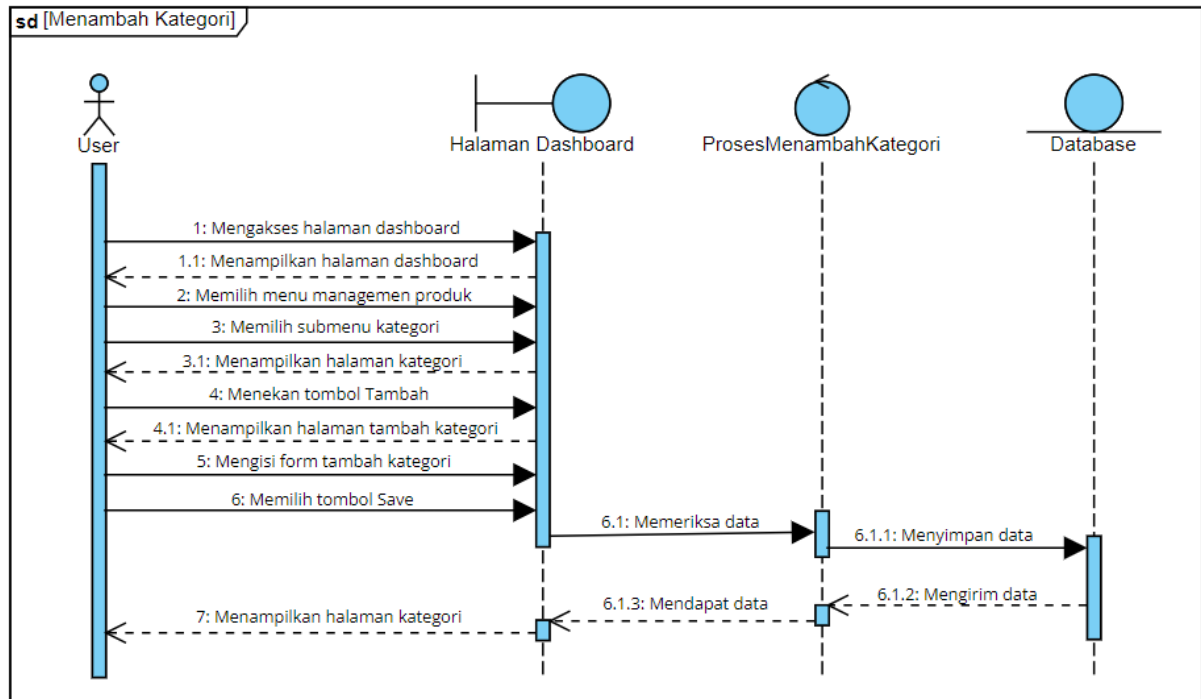 sd [Menambah Kategori]
User
Halaman Dashboard
ProsesMenambahKategori
Database
1: Mengakses halaman dashboard
1.1: Menampilkan halaman dashboard
2: Memilih menu managemen produk
3: Memilih submenu kategori
3.1: Menampilkan halaman kategori
4: Menekan tombol Tambah
4.1: Menampilkan halaman tambah kategori
5: Mengisi form tambah kategori
6: Memilih tombol Save
6.1: Memeriksa data
6.1.1: Menyimpan data
6.1.2: Mengirim data
6.1.3: Mendapat data
7: Menampilkan halaman kategori